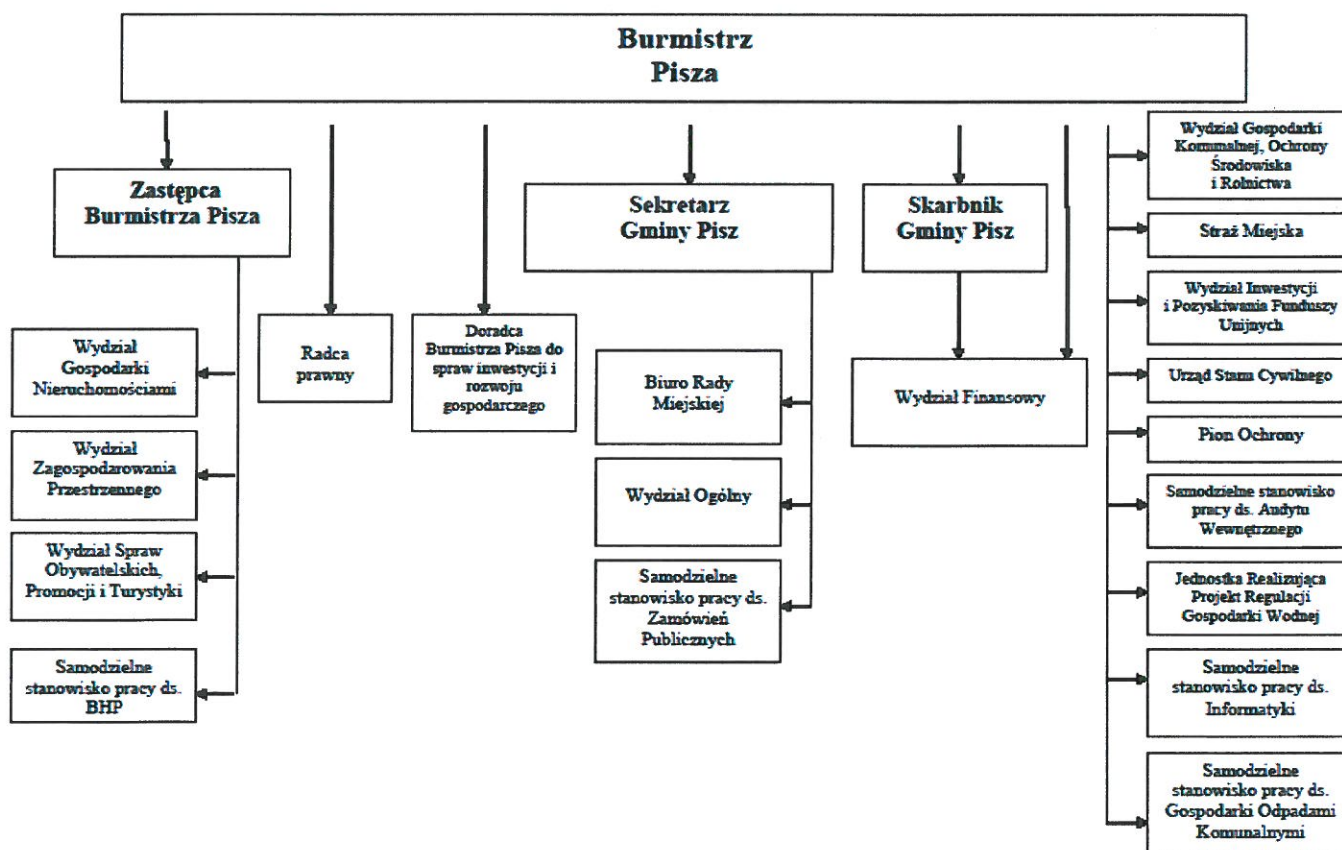 Burmistrz
Pisza
Zastępca
Burmistrza Pisza
Wydział
Gospodarki
Nieruchomościami
Wydział
Zagospodarowania
Przestrzennego
Wydział Spraw
Obywatelskich,
Promocji i Turystyki
Samodzielne
stanowisko pracy ds.
BHP
Radca
prawny
Doradca
Burmistrza Pisza do
spraw inwestycji i
rozwoju
gospodarczego
Sekretarz
Gminy Pisz
Biuro Rady
Miejskiej
Wydział Ogólny
Samodzielne
stanowisko pracy ds.
Zamówień
Publicznych
Skarbnik
Gminy Pisz
Wydział Finansowy
Wydział Gospodarki
Komunalnej, Ochrony
Środowiska
i Rolnictwa
Straż Miejska
Wydział Inwestycji
i Pozyskiwania Funduszy
Unijnych
Urząd Stanu Cywilnego
Pion Ochrony
Samodzielne stanowisko
pracy ds. Audytu
Wewnętrznego
Jednostka Realizująca
Projekt Regulacji
Gospodarki Wodnej
Samodzielne
stanowisko pracy ds.
Informatyki
Samodzielne
stanowisko pracy ds.
Gospodarki Odpadami
Komunalnymi